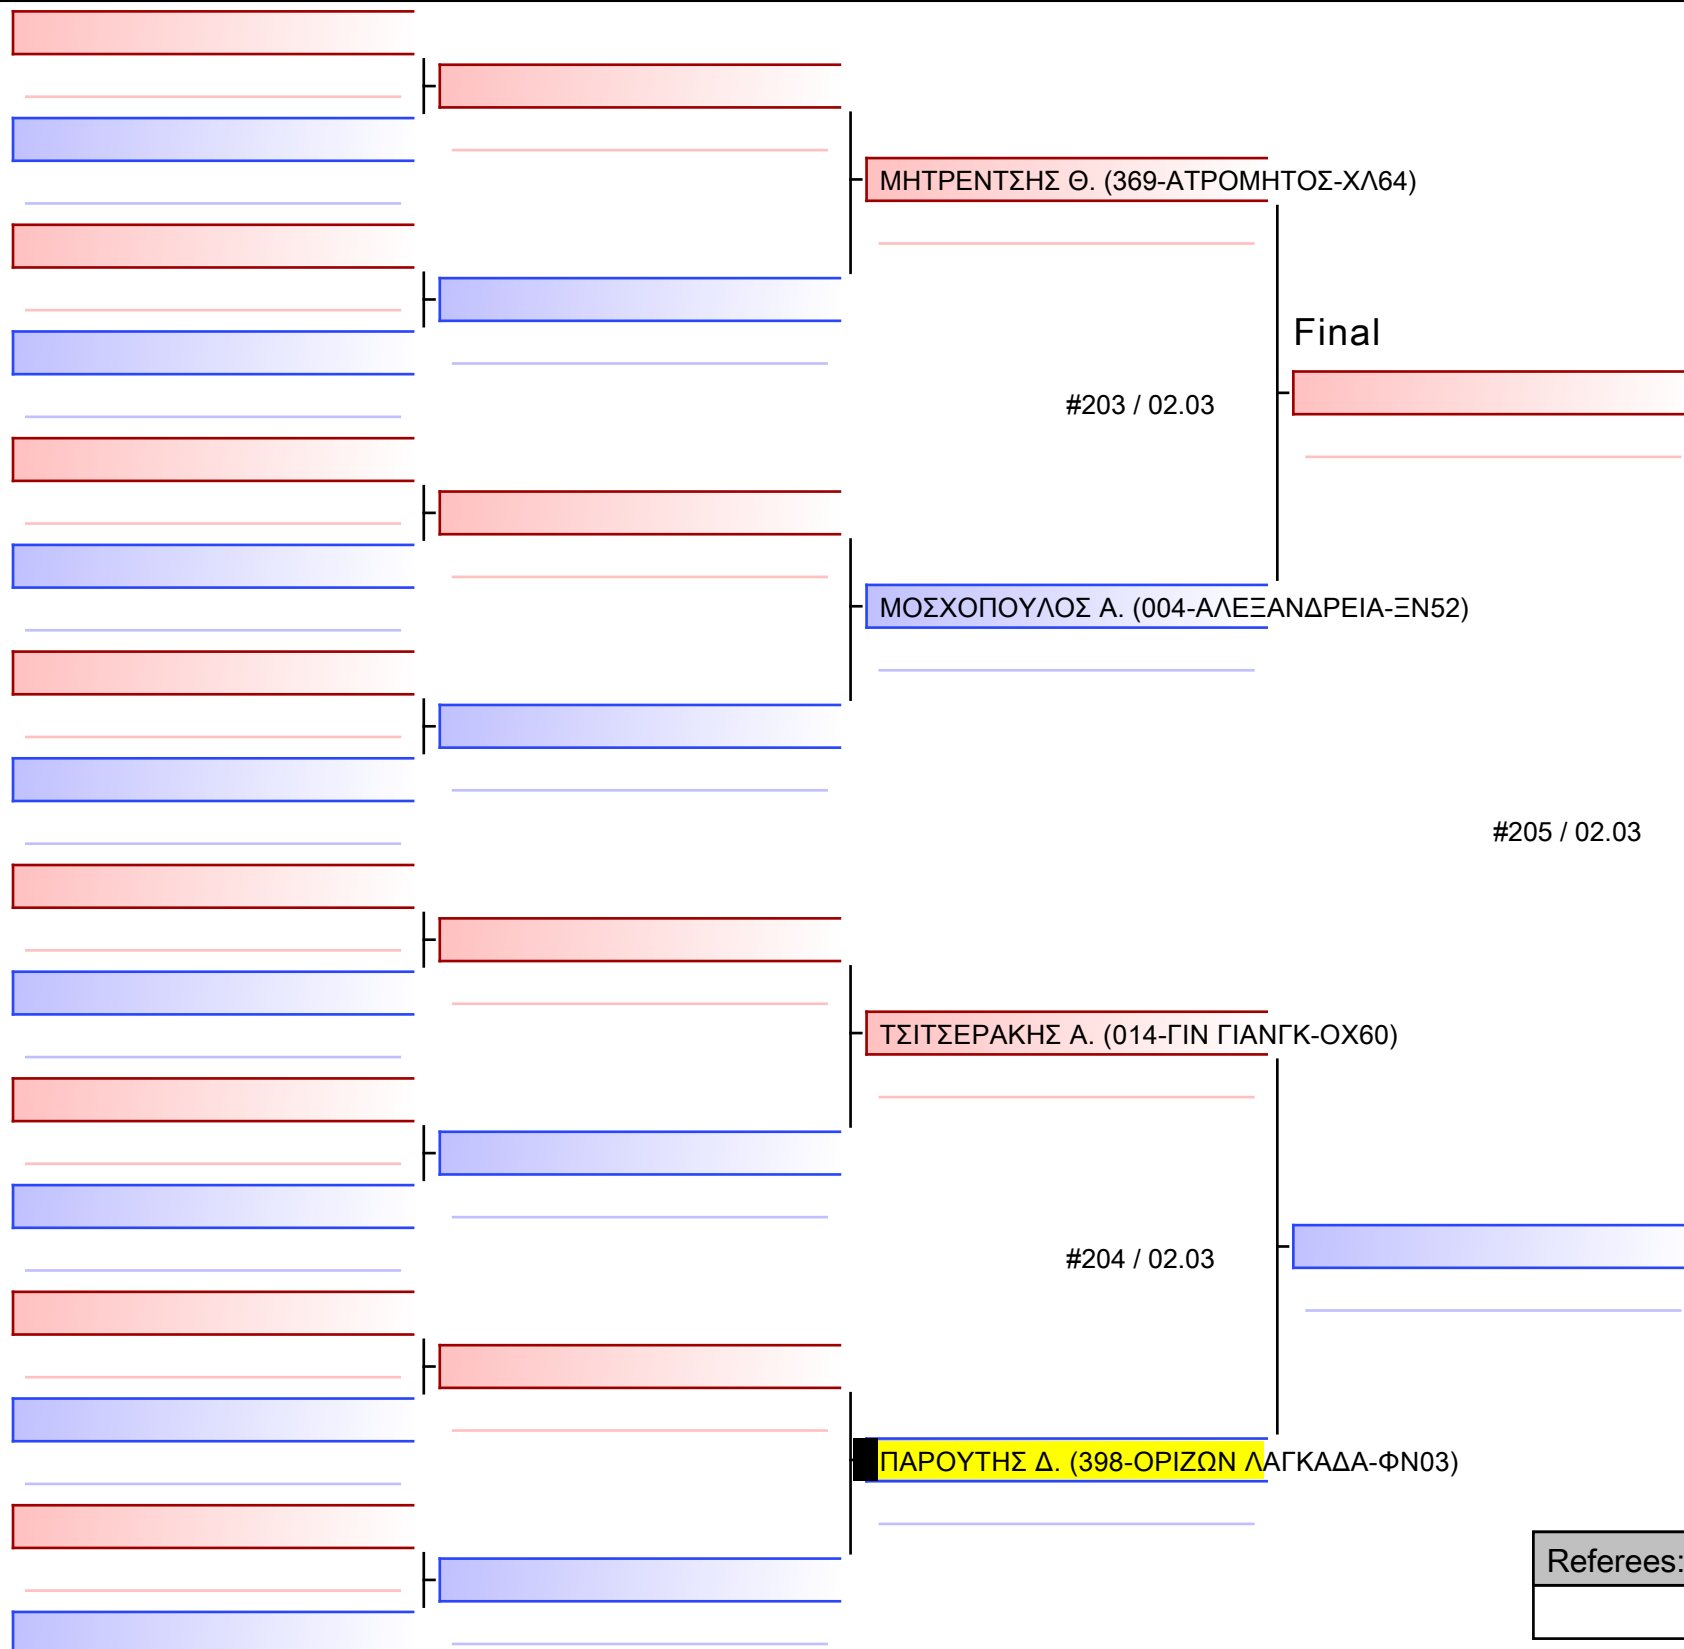 ΜΗΤΡΕΝΤΣΗΣ Θ. (369-ΑΤΡΟΜΗΤΟΣ-ΧΛ64)
Final
#203 / 02.03
ΜΟΣΧΟΠΟΥΛΟΣ Α. (004-ΑΛΕΞΑΝΔΡΕΙΑ-ΞΝ52)
#205 / 02.03
ΤΣΙΤΣΕΡΑΚΗΣ Α. (014-ΓΙΝ ΓΙΑΝΓΚ-ΟΧ60)
#204 / 02.03
ΠΑΡΟΥΤΗΣ Δ. (398-ΟΡΙΖΩΝ ΛΑΓΚΑΔΑ-ΦΝ03)
Referees: